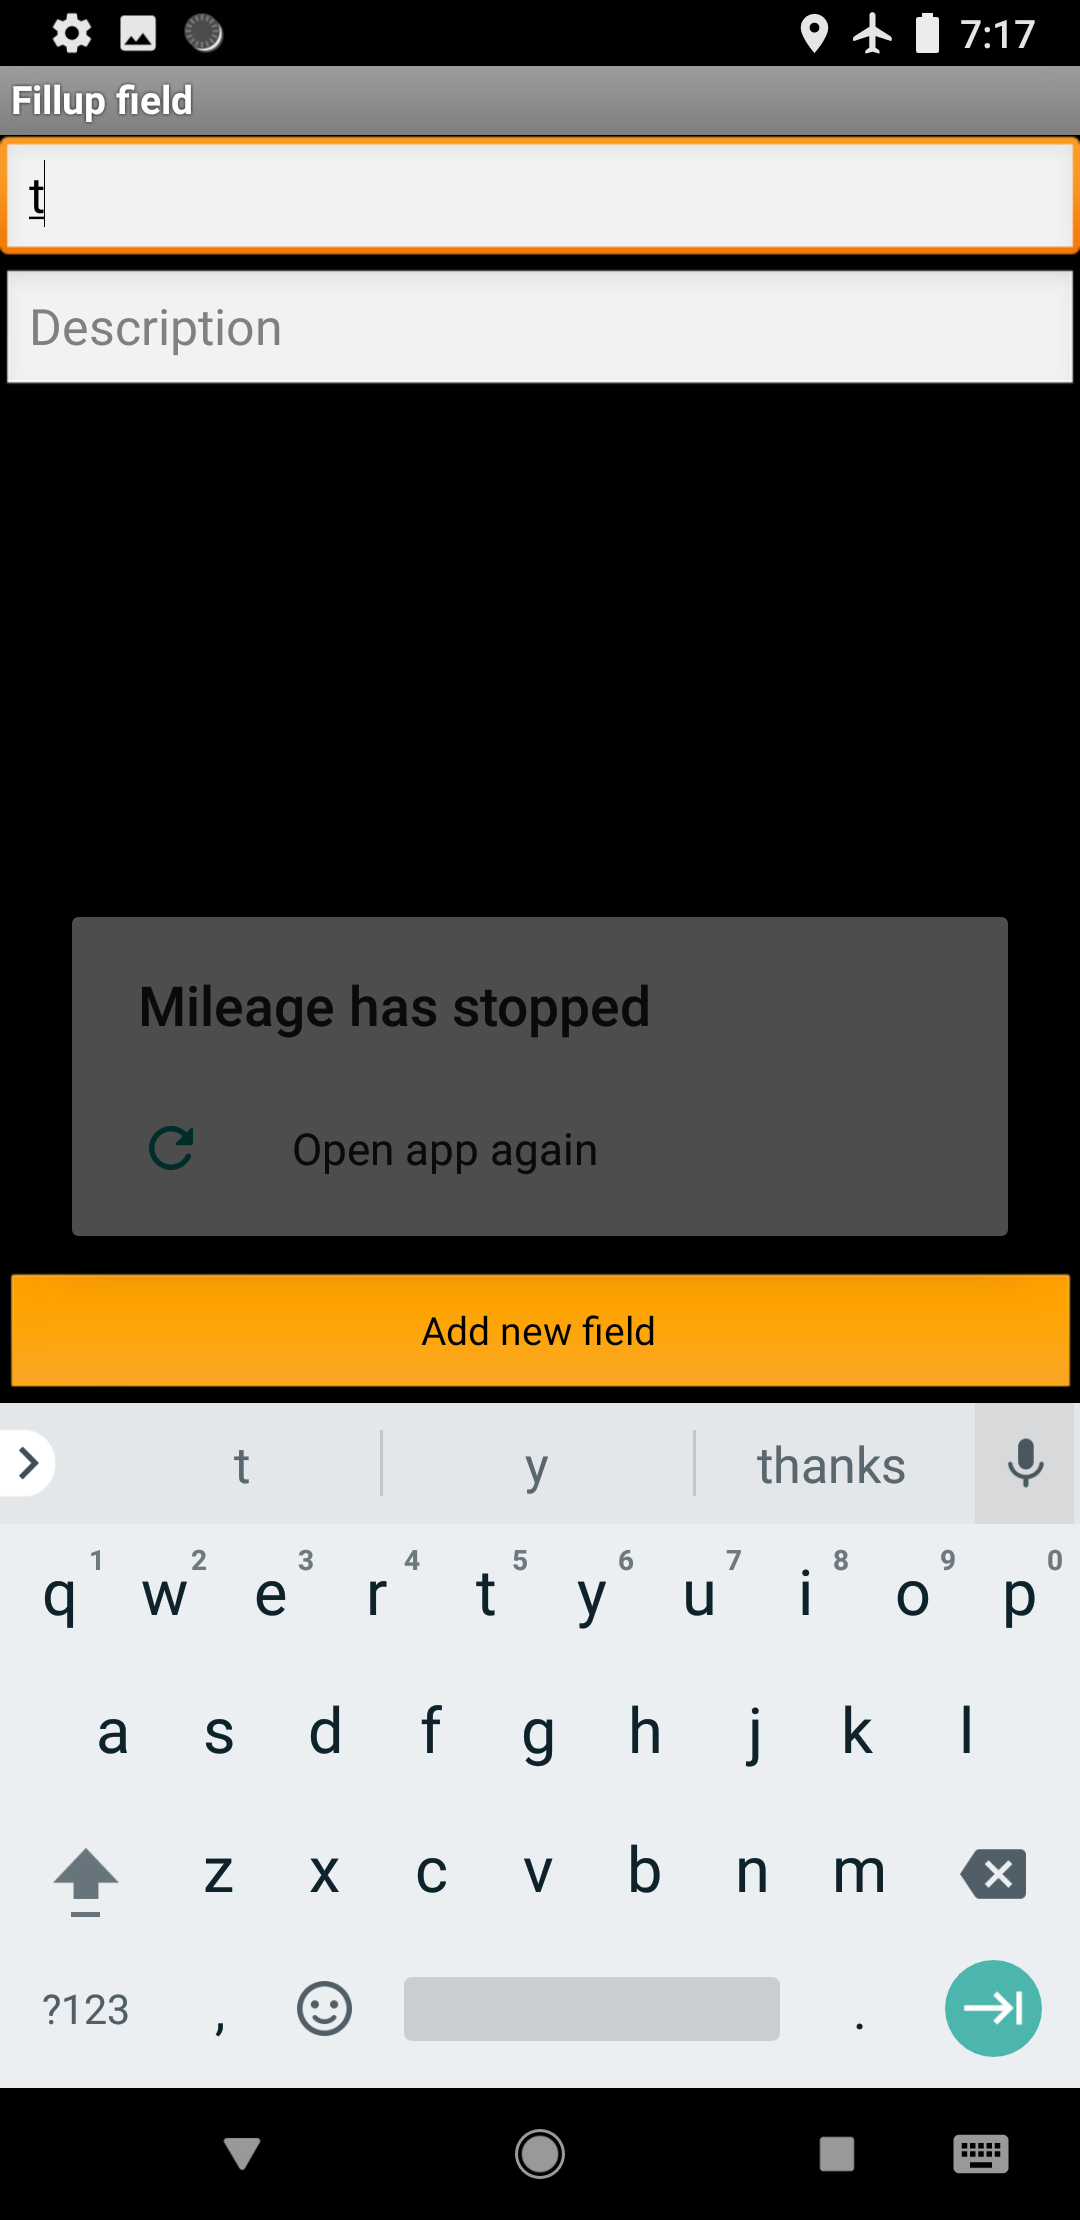 7:17
Fillup field
t
Description
Mileage has stopped
Open app again
Add new field
t y thanks
1 2 3 4 5 6 7 8 9 0
q w e r t y u i o p
a s d f g h j k l
z x c v b n m
?123 , .